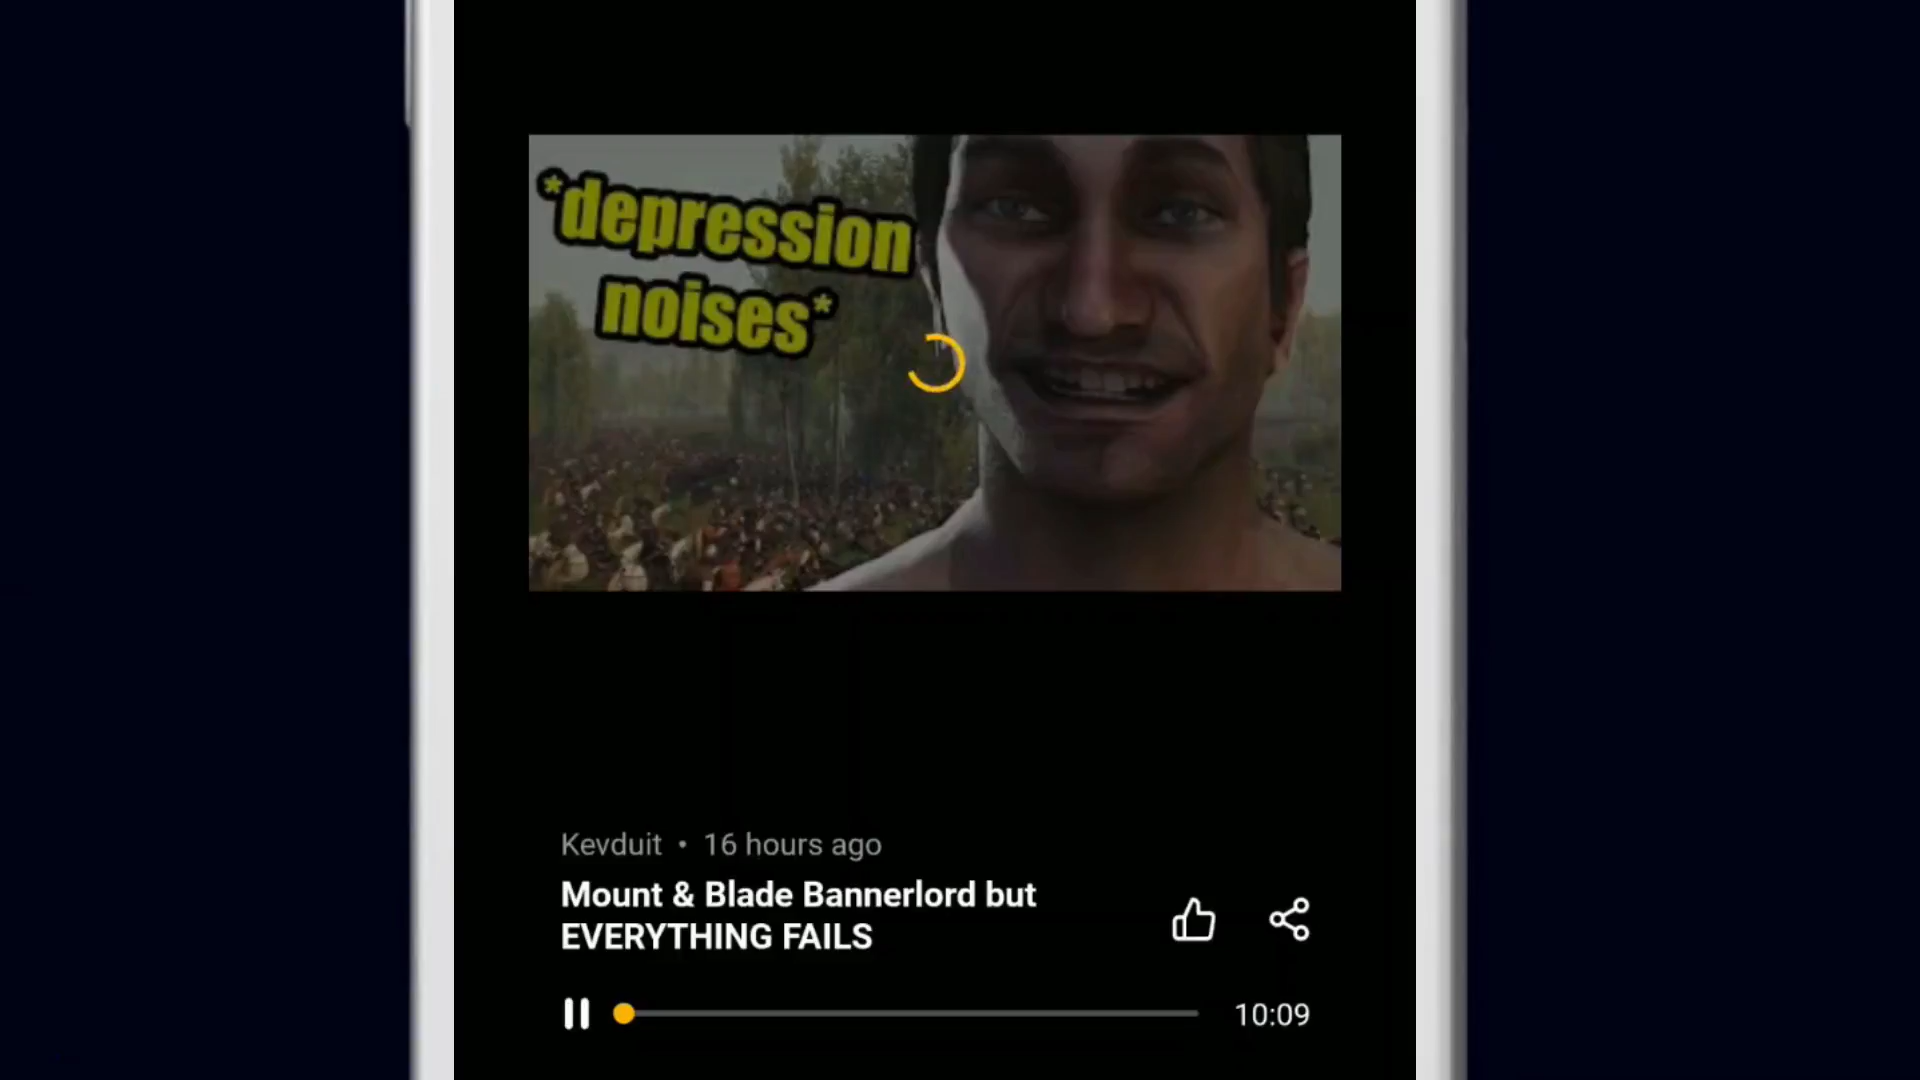 *depression
noises*
Kevduit • 16 hours ago
Mount & Blade Bannerlord but
EVERYTHING FAILS
10:09